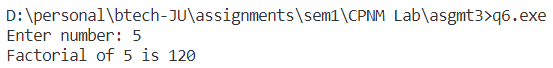 D:\personal\btech-JU\assignments\sem1\CPNM Lab\asgmt3>q6.exe
Enter number: 5
Factorial of 5 is 120